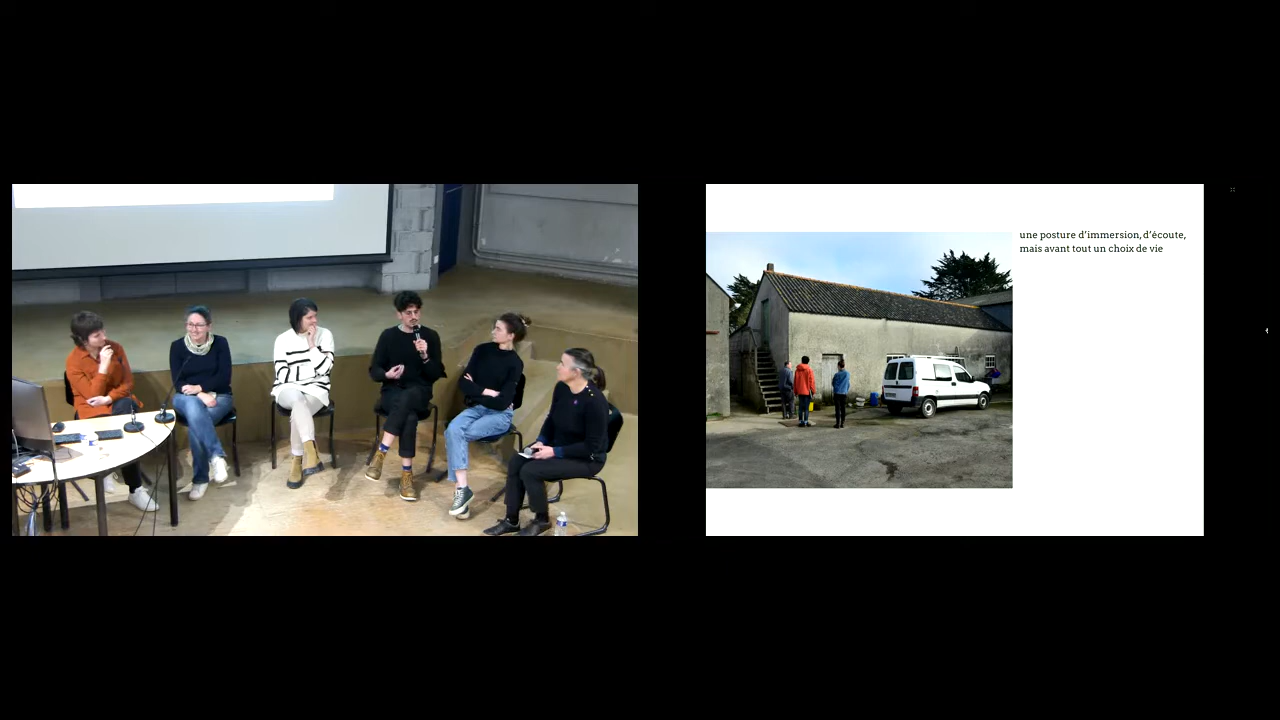 une posture d’immersion, d’écoute,
mais avant tout un choix de vie